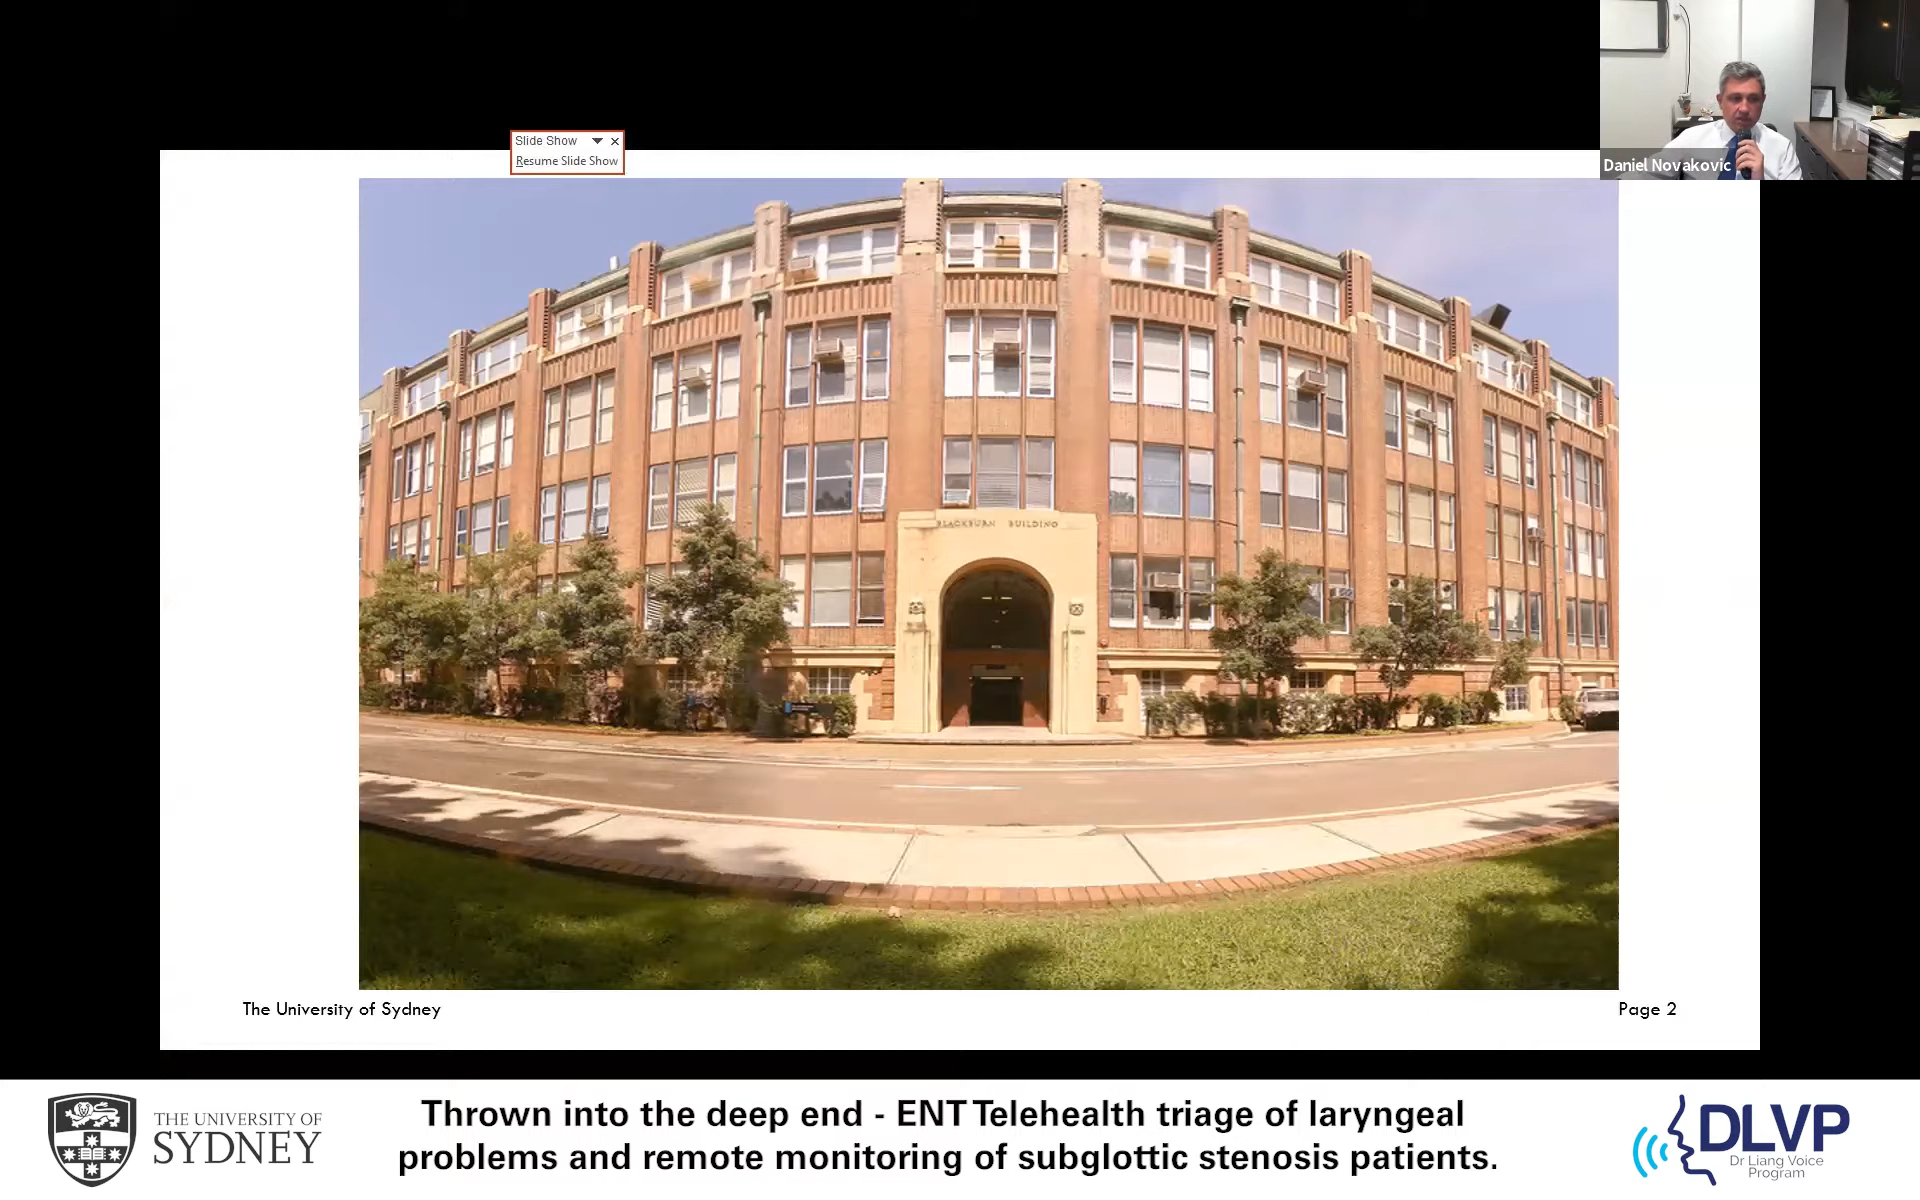 Slide Show
Resume Slide Show
Daniel Novakovic
BLACKBURN BUILDING
The University of Sydney
Page 2
THE UNIVERSITY OF
SYDNEY
Thrown into the deep end - ENT Telehealth triage of laryngeal
problems and remote monitoring of subglottic stenosis patients.
DLVP
Dr Liang Voice
Program